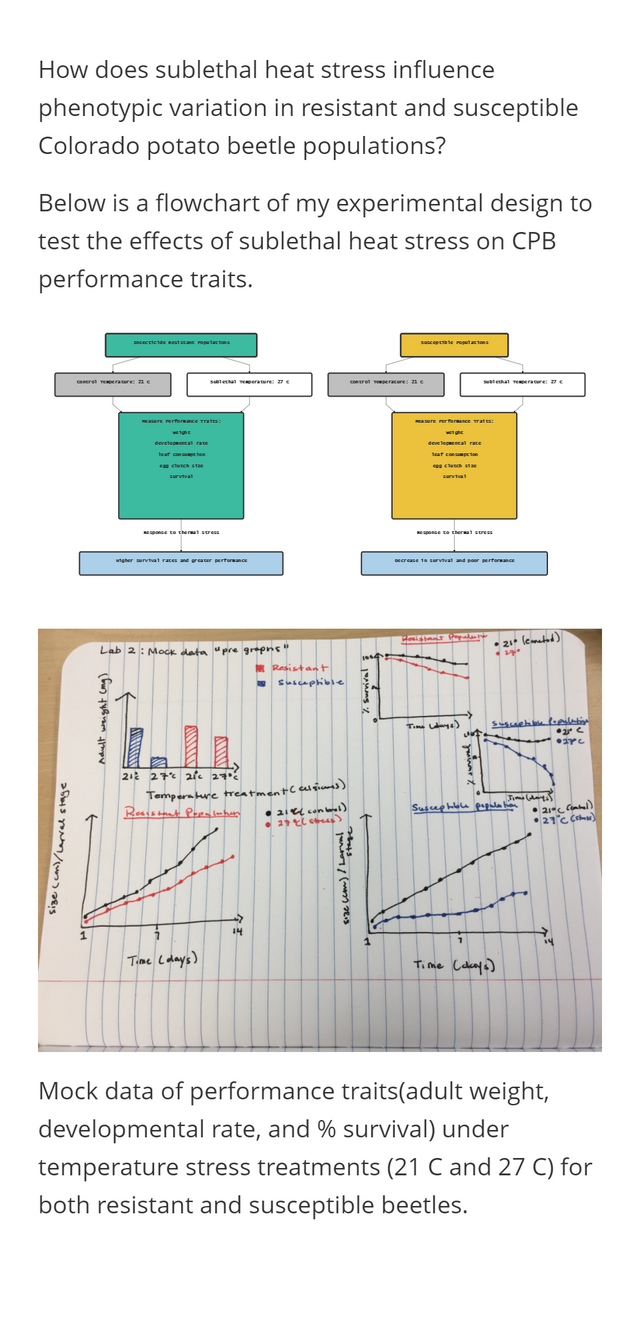 How does sublethal heat stress influence
phenotypic variation in resistant and susceptible
Colorado potato beetle populations?
Below is a flowchart of my experimental design to
test the effects of sublethal heat stress on CPB
performance traits.
Insecticide Resistant Populations
Susceptible Populations
Control Temperature: 21 C
Sublethal Temperature: 27 C
Control Temperature: 21 C
Sublethal Temperature: 27 C
Measure Performance Traits:
weight
developmental rate
leaf consumption
egg clutch size
survival
Measure Performance Traits:
weight
developmental rate
leaf consumption
egg clutch size
survival
Response to thermal stress
Response to thermal stress
Higher survival rates and greater performance
Decrease in survival and poor performance
Lab 2 : Mock data "pre graphs"
Resistant
Susceptible
Adult weight (mg)
21°C 27°C 21°C 27°C
Temperature treatment (celsius)
Resistant Population
21° (control)
27°
% Survival
Time (days)
Susceptible Population
21° C
27° C
% Survival
Time (days)
Resistant Population
21°C (control)
27°C (stress)
size (cm) / Larval stage
1 7 14
Time (days)
Susceptible population
21°C (control)
27°C (stress)
size (cm) / Larval stage
1 7 14
Time (days)
Mock data of performance traits(adult weight,
developmental rate, and % survival) under
temperature stress treatments (21 C and 27 C) for
both resistant and susceptible beetles.